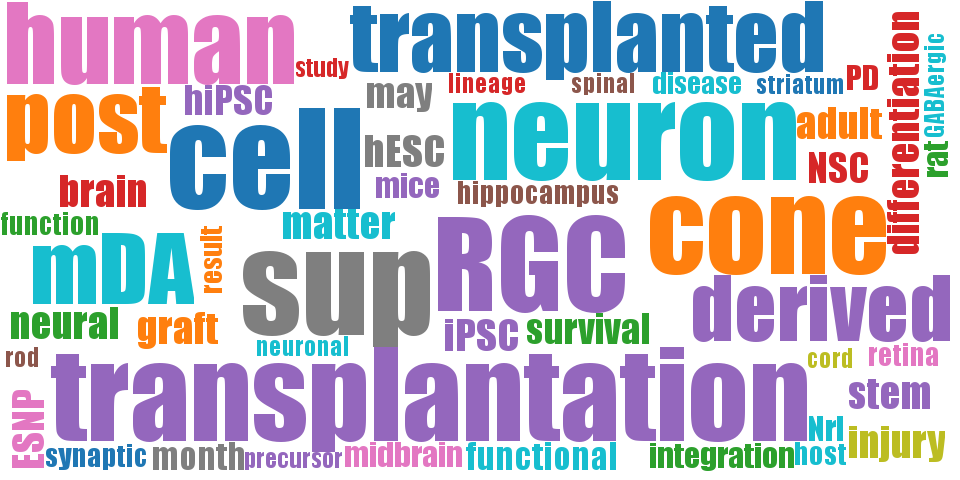 human
transplanted
study
post
hiPSC
may
lineage
spinal
disease
striatum
PD
differentiation
GABAergic
cell
neuron
adult
rat
hESC
NSC
brain
mice
hippocampus
function
matter
cone
mDA
result
sup
RGC
derived
neural
graft
iPSC
survival
neuronal
rod
transplantation
cord
retina
stem
ESNP
Nrl
injury
synaptic
month
precursor
midbrain
functional
integration
host